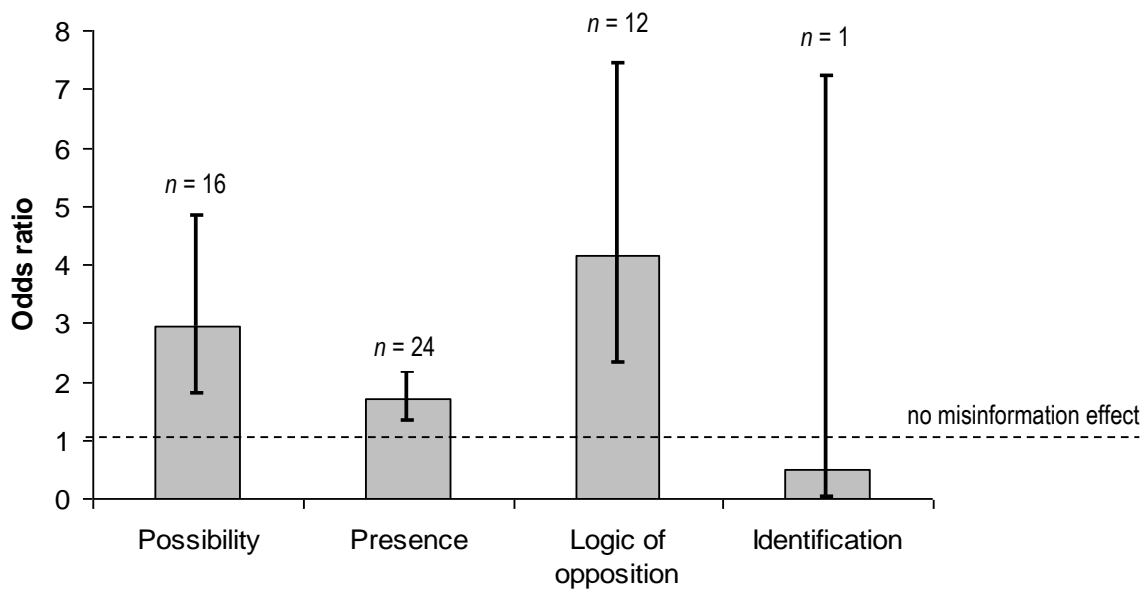 8
7
6
5
4
3
2
1
0
Odds ratio
n = 16
n = 24
n = 12
n = 1
no misinformation effect
Possibility
Presence
Logic of
opposition
Identification